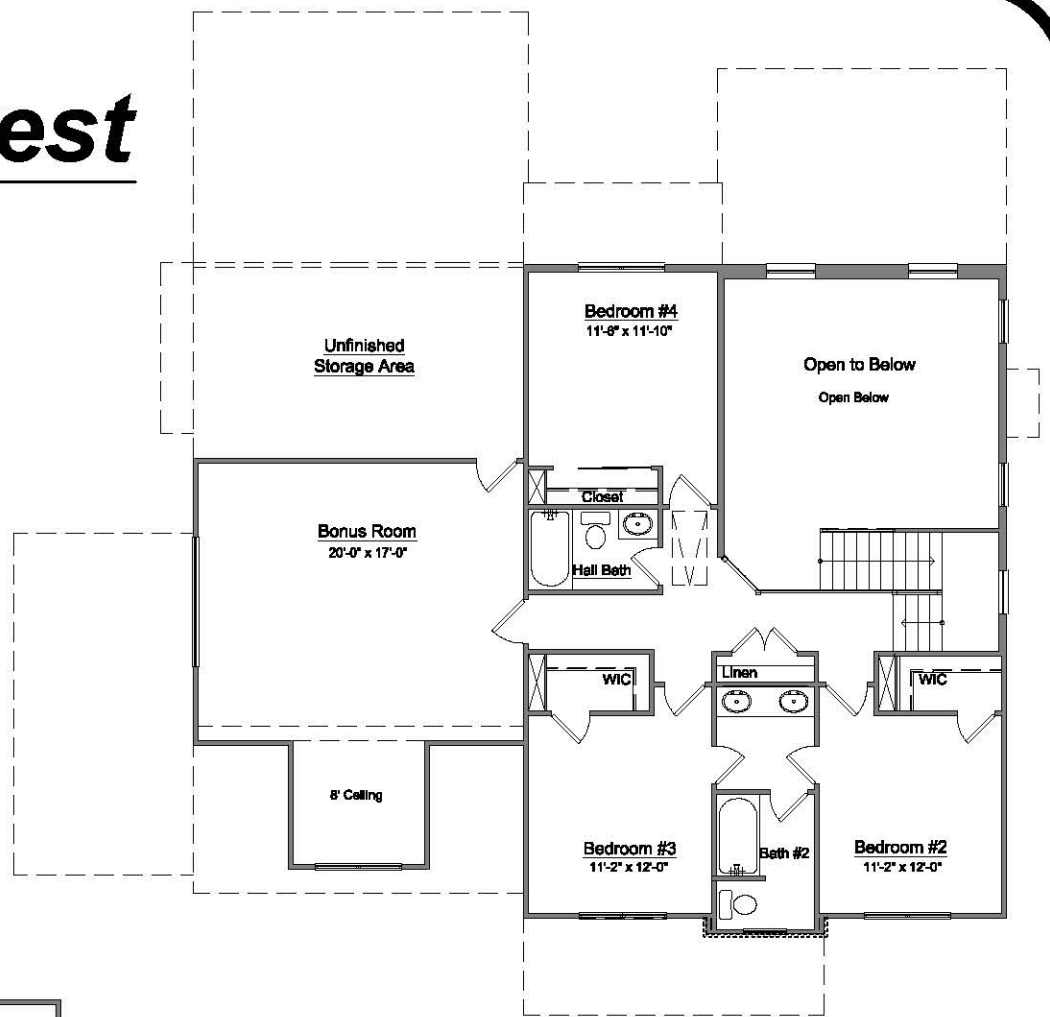 est
Bedroom #4
11'-6" x 11'-10"
Unfinished
Storage Area
Open to Below
Open Below
Closet
Bonus Room
20'-0" x 17'-0"
Hall Bath
WIC
Linen
WIC
8' Ceiling
Bedroom #3
11'-2" x 12'-0"
Bath #2
Bedroom #2
11'-2" x 12'-0"